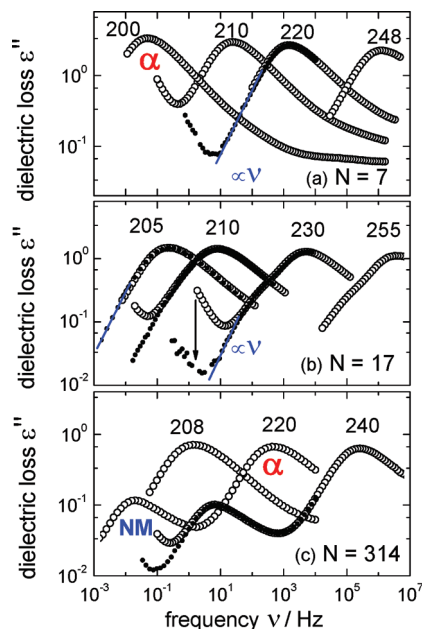 200 210 220 248
α
10⁰
10⁻¹
dielectric loss ε"
∝ν
(a) N = 7
205 210 230 255
10⁰
10⁻¹
10⁻²
dielectric loss ε"
∝ν
(b) N = 17
208 220 240
10⁰
α
10⁻¹
NM
10⁻²
dielectric loss ε"
(c) N = 314
10⁻³ 10⁻¹ 10¹ 10³ 10⁵ 10⁷
frequency ν / Hz